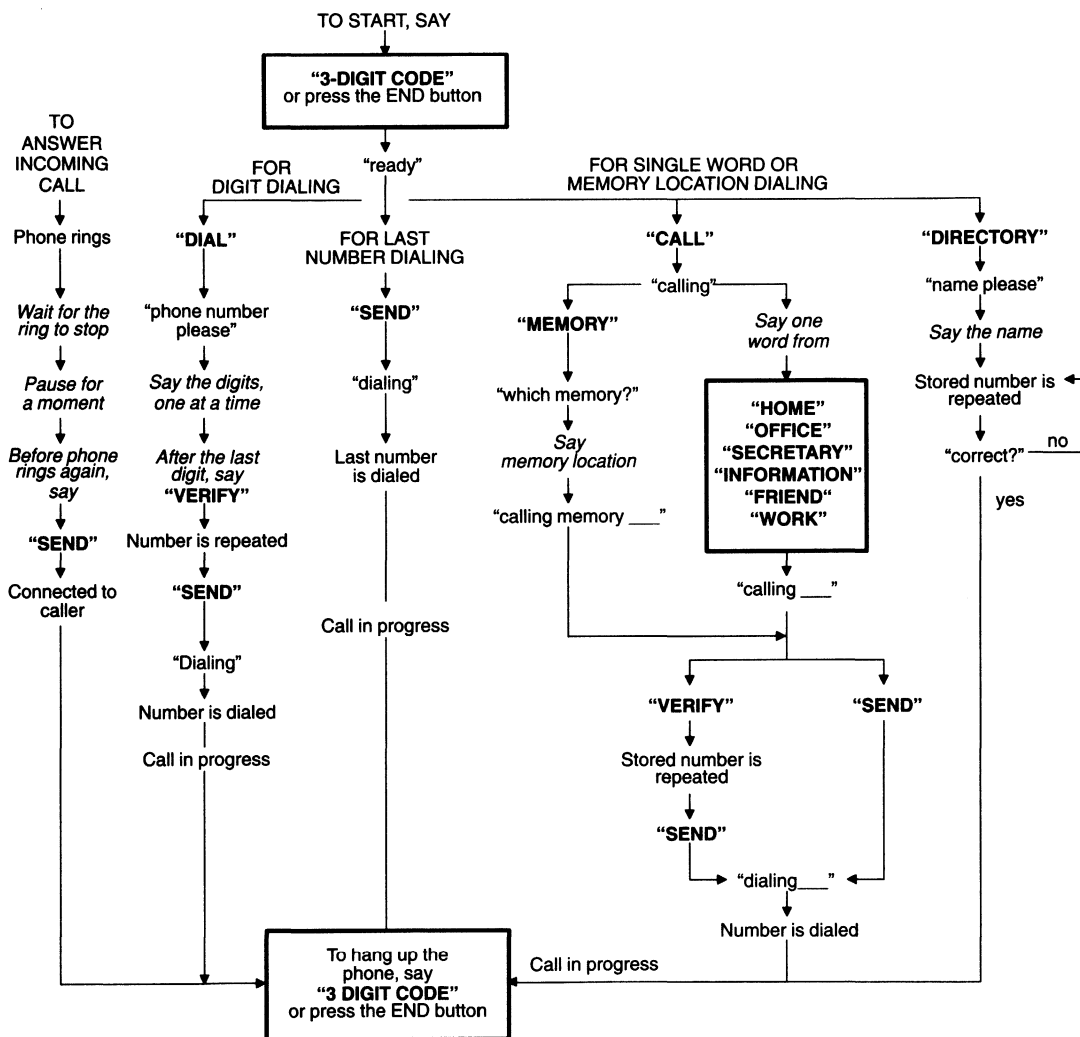 TO START, SAY
“3-DIGIT CODE”
or press the END button
“ready”
TO
ANSWER
INCOMING
CALL
Phone rings
Wait for the
ring to stop
Pause for
a moment
Before phone
rings again,
say
“SEND”
Connected to
caller
FOR
DIGIT DIALING
“DIAL”
“phone number
please”
Say the digits,
one at a time
After the last
digit, say
“VERIFY”
Number is repeated
“SEND”
“Dialing”
Number is dialed
Call in progress
FOR LAST
NUMBER DIALING
“SEND”
“dialing”
Last number
is dialed
Call in progress
FOR SINGLE WORD OR
MEMORY LOCATION DIALING
“CALL”
“calling”
“MEMORY”
“which memory?”
Say
memory location
“calling memory ___”
Say one
word from
“HOME”
“OFFICE”
“SECRETARY”
“INFORMATION”
“FRIEND“
“WORK”
“calling ___”
“VERIFY”
Stored number is
repeated
“SEND”
“SEND”
“dialing___”
Number is dialed
Call in progress
“DIRECTORY”
“name please”
Say the name
Stored number is
repeated
“correct?”
no
yes
To hang up the
phone, say
“3 DIGIT CODE”
or press the END button